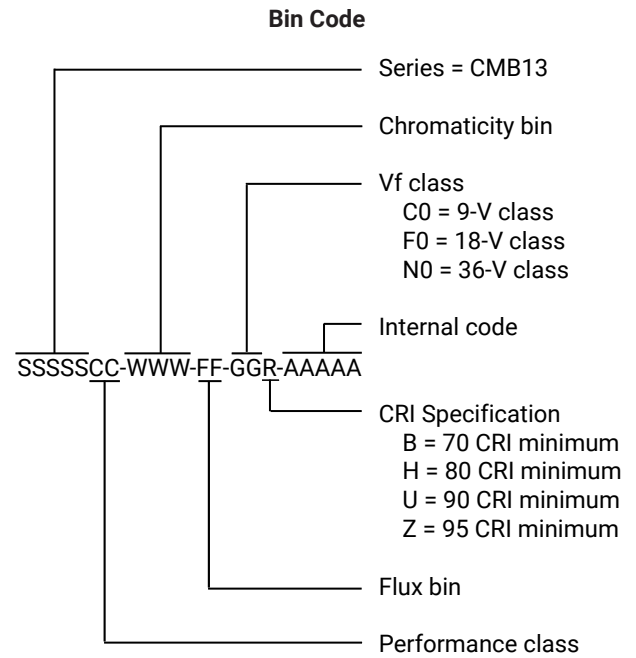 Bin Code
Series = CMB13
Chromaticity bin
Vf class
C0 = 9-V class
F0 = 18-V class
N0 = 36-V class
Internal code
SSSSSCC-WWW-FF-GGR-AAAAA
CRI Specification
B = 70 CRI minimum
H = 80 CRI minimum
U = 90 CRI minimum
Z = 95 CRI minimum
Flux bin
Performance class